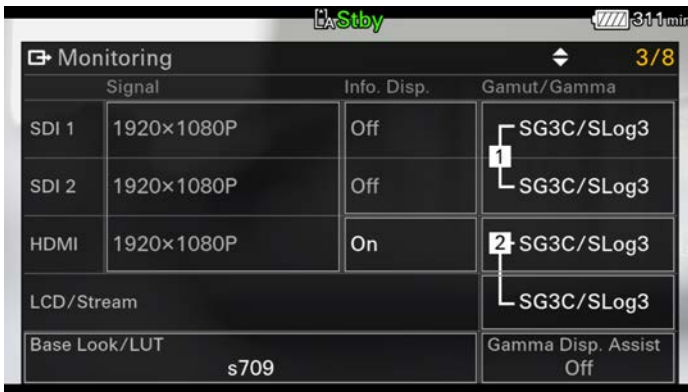 A Stby 311min
Monitoring 3/8
Signal Info. Disp. Gamut/Gamma
SDI 1 1920×1080P Off SG3C/SLog3
1
SDI 2 1920×1080P Off SG3C/SLog3
HDMI 1920×1080P On 2 SG3C/SLog3
LCD/Stream SG3C/SLog3
Base Look/LUT Gamma Disp. Assist
s709 Off